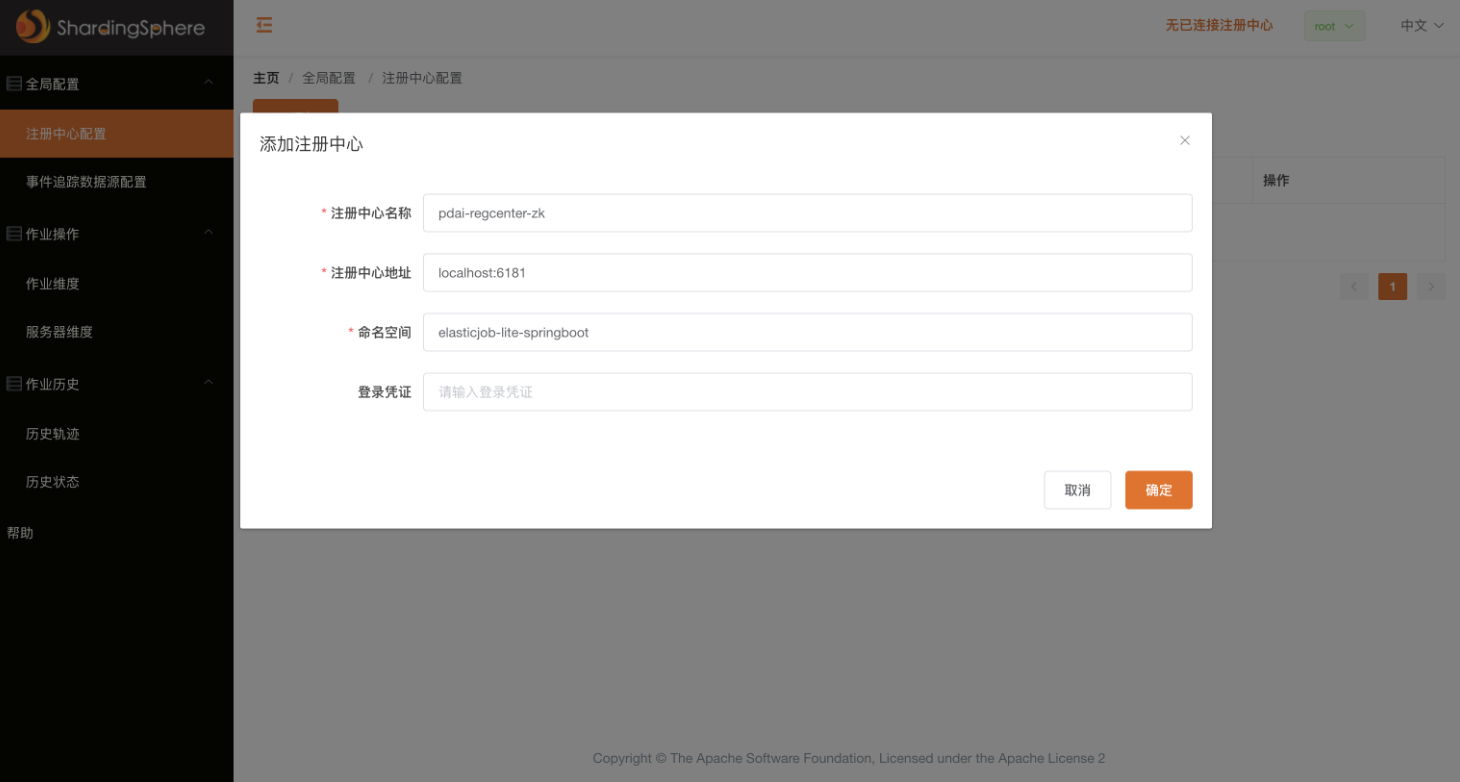 ShardingSphere
无已连接注册中心
root
中文
全局配置
注册中心配置
事件追踪数据源配置
作业操作
作业维度
服务器维度
作业历史
历史轨迹
历史状态
帮助
主页 / 全局配置 / 注册中心配置
操作
1
添加注册中心
* 注册中心名称 pdai-regcenter-zk
* 注册中心地址 localhost:6181
* 命名空间 elasticjob-lite-springboot
登录凭证 请输入登录凭证
取消 确定
Copyright © The Apache Software Foundation, Licensed under the Apache License 2